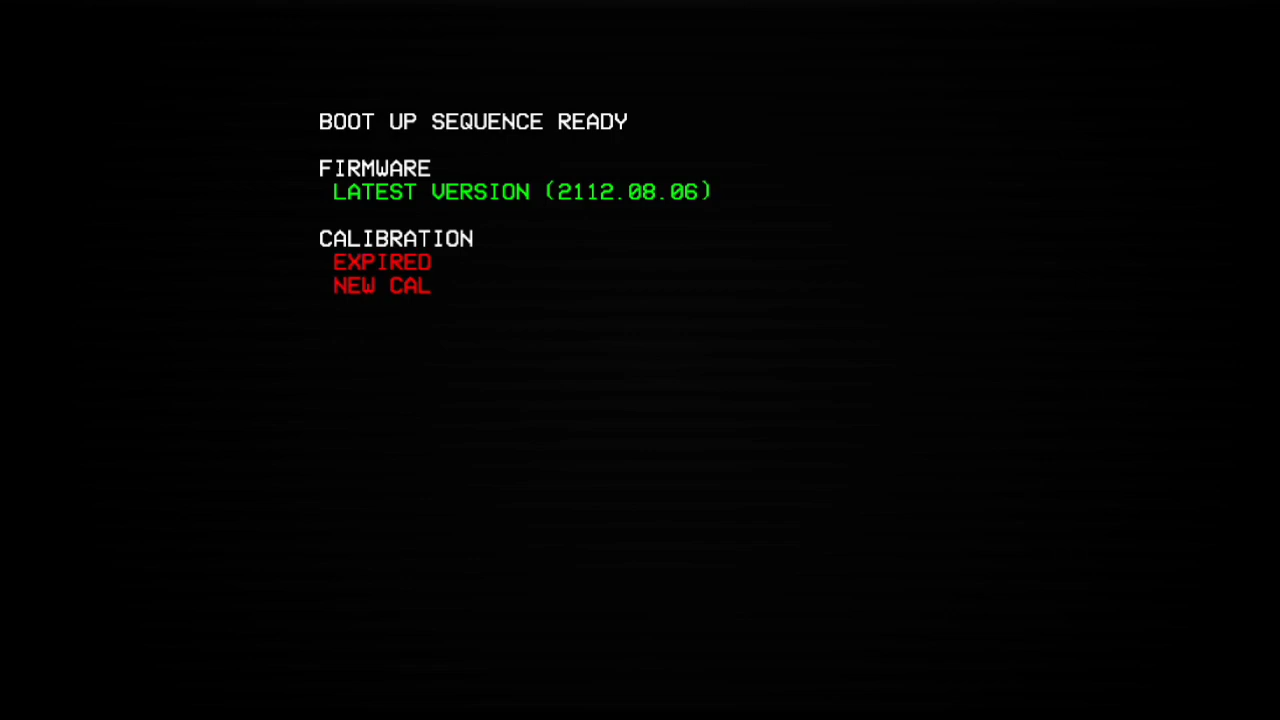 BOOT UP SEQUENCE READY
FIRMWARE
LATEST VERSION (2112.08.06)
CALIBRATION
EXPIRED
NEW CAL